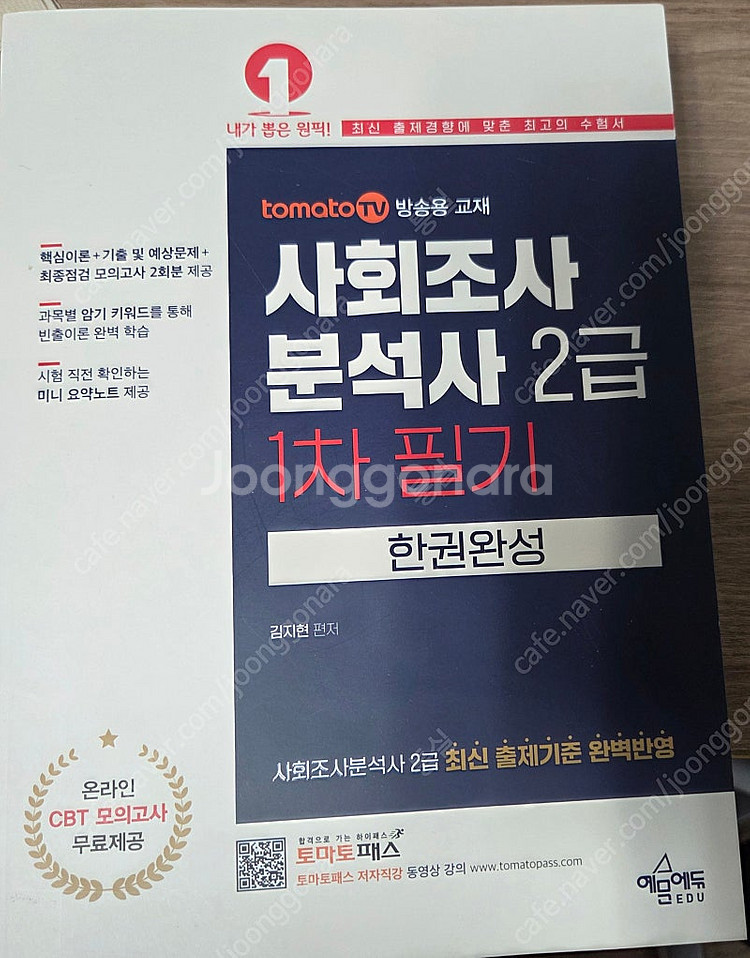 1
내가 뽑은 원픽!
최신 출제경향에 맞춘 최고의 수험서
tomato TV 방송용 교재
핵심이론+기출 및 예상문제+
최종점검 모의고사 2회분 제공
과목별 암기 키워드를 통해
빈출이론 완벽 학습
시험 직전 확인하는
미니 요약노트 제공
사회조사
분석사 2급
1차 필기
한권완성
김지현 편저
사회조사분석사 2급 최신 출제기준 완벽반영
온라인
CBT 모의고사
무료제공
합격으로 가는 하이패스
토마토패스
토마토패스 저자직강 동영상 강의 www.tomatopass.com
예문에듀
EDU
Joonggonara
cafe.naver.com/joonggonara